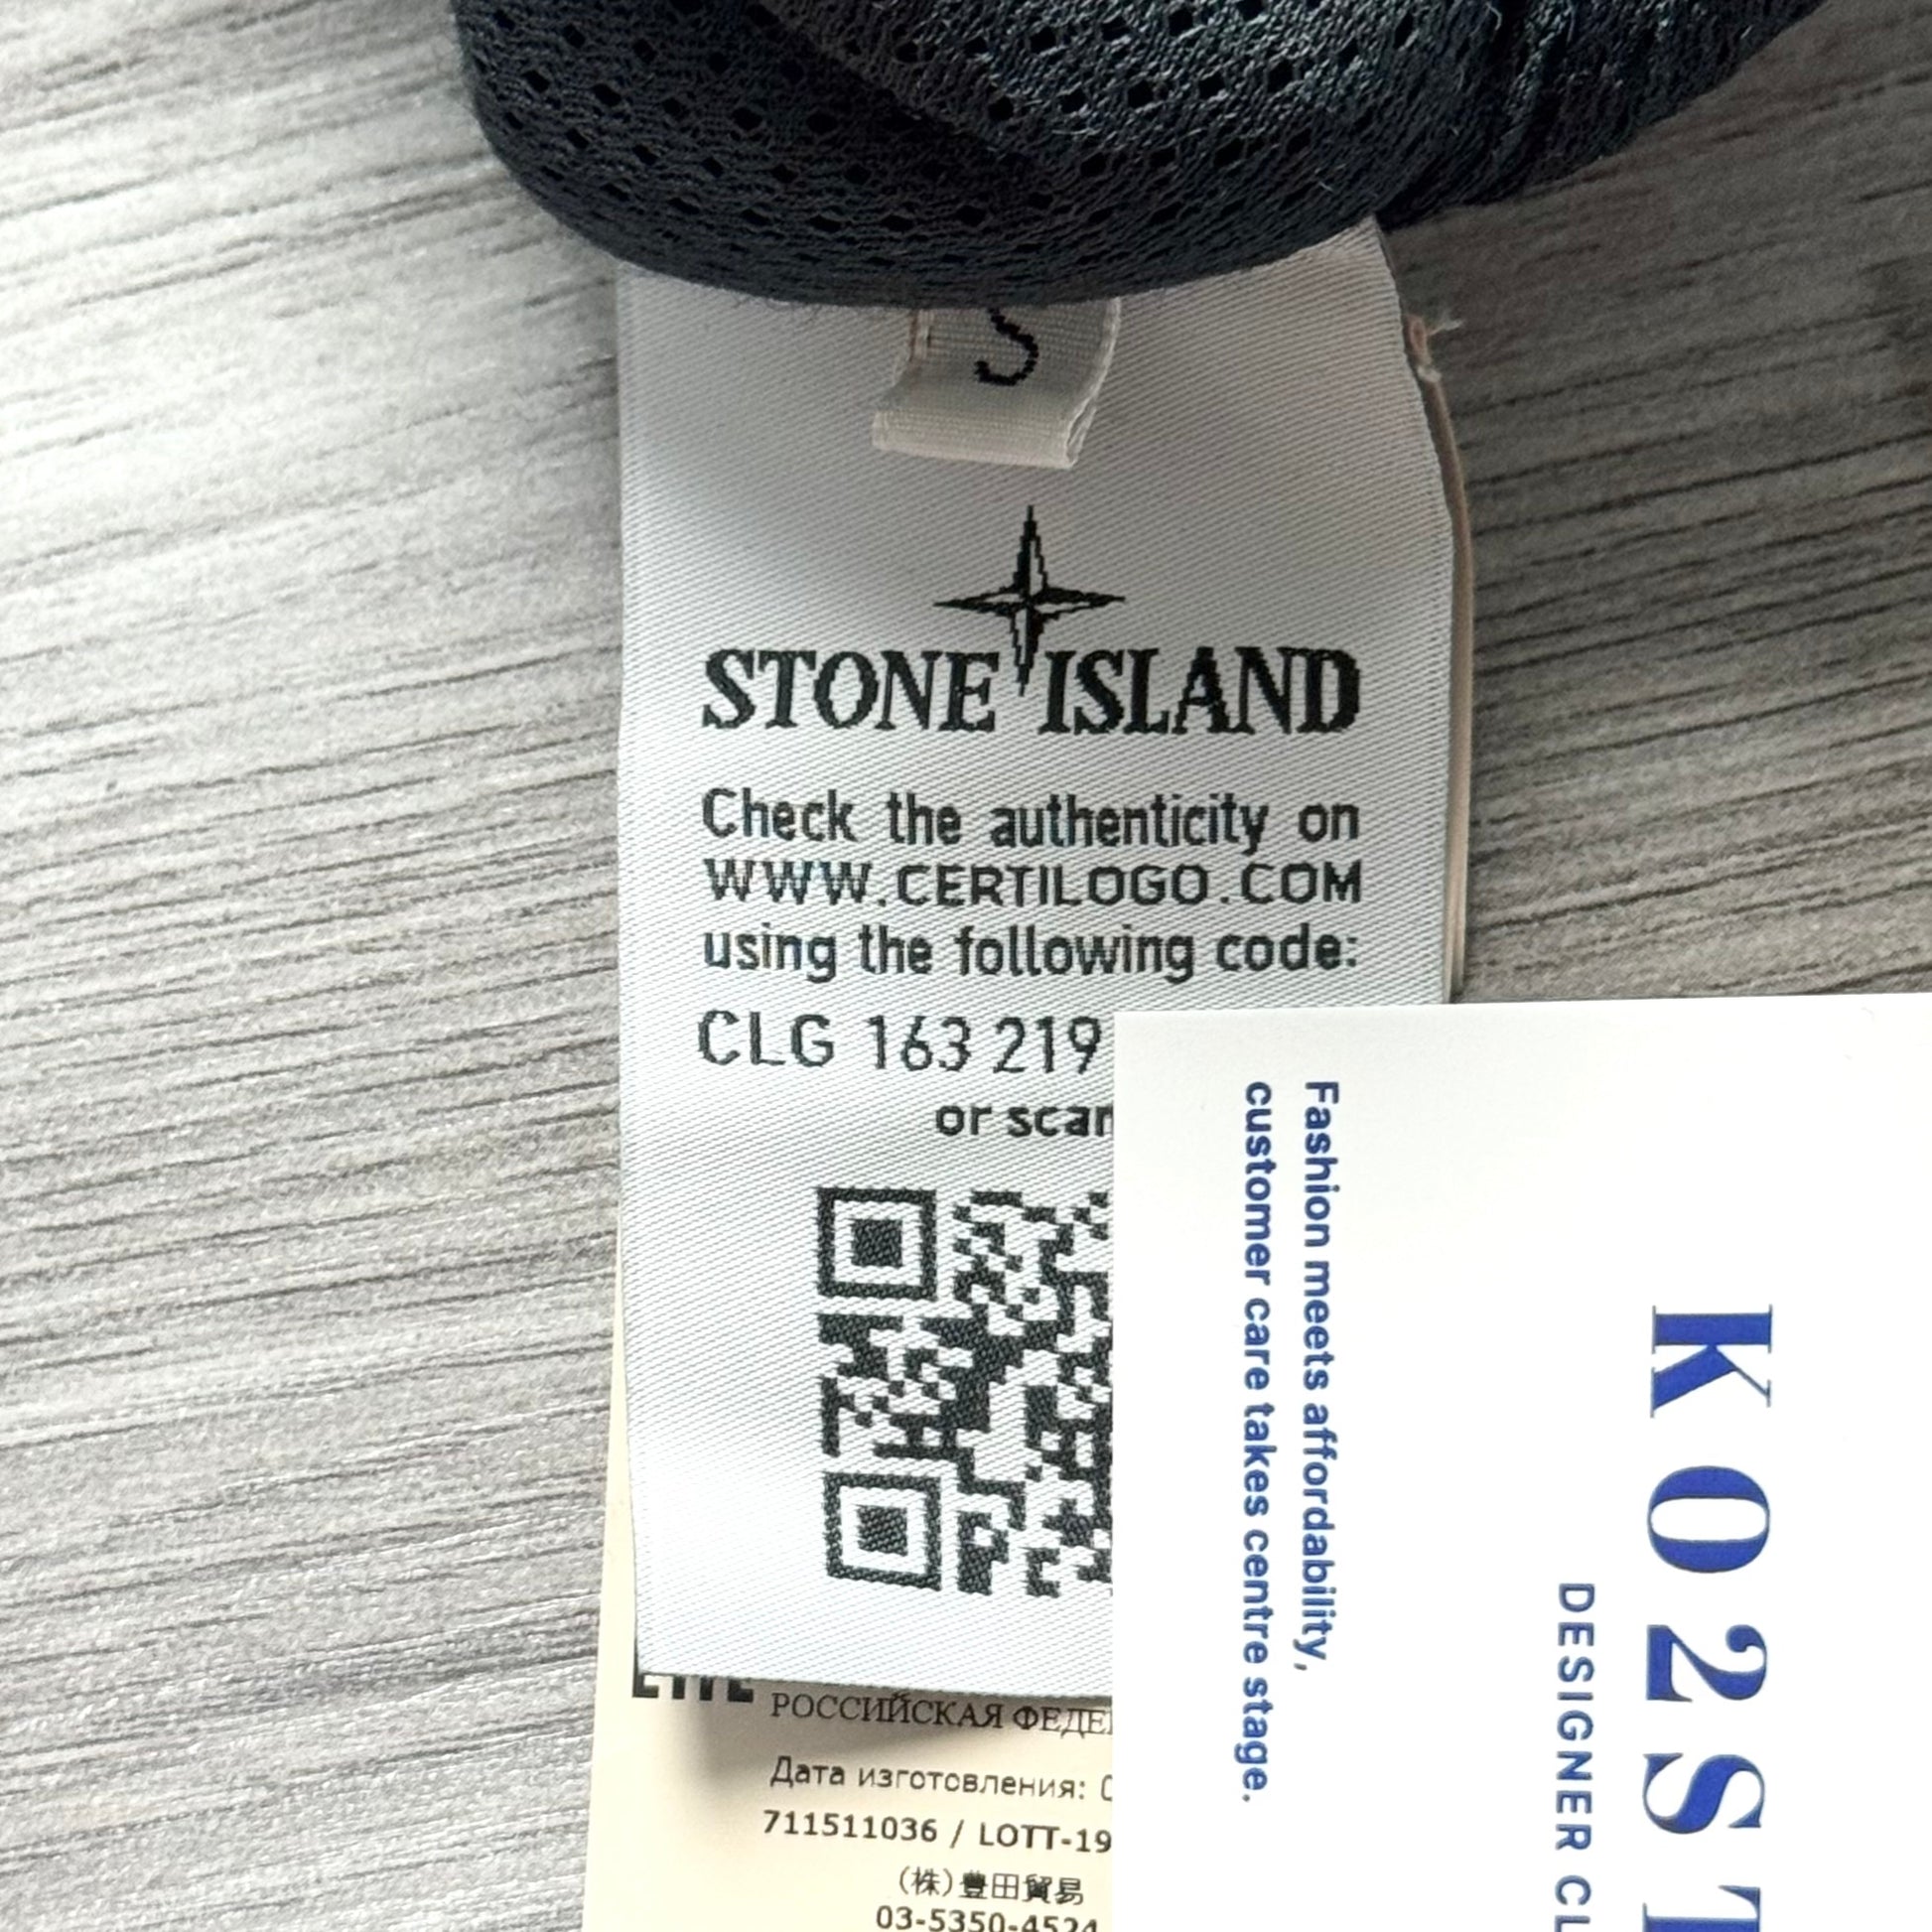 S
STONE ISLAND
Check the authenticity on
WWW.CERTILOGO.COM
using the following code:
CLG 163 219
or scan
РОССИЙСКАЯ ФЕДЕ
Дата изготовления:
711511036 / LOTT-19
(株)豊田貿易
03-5350-4524
Fashion meets affordability,
customer care takes centre stage.
KO2ST
DESIGNER CL